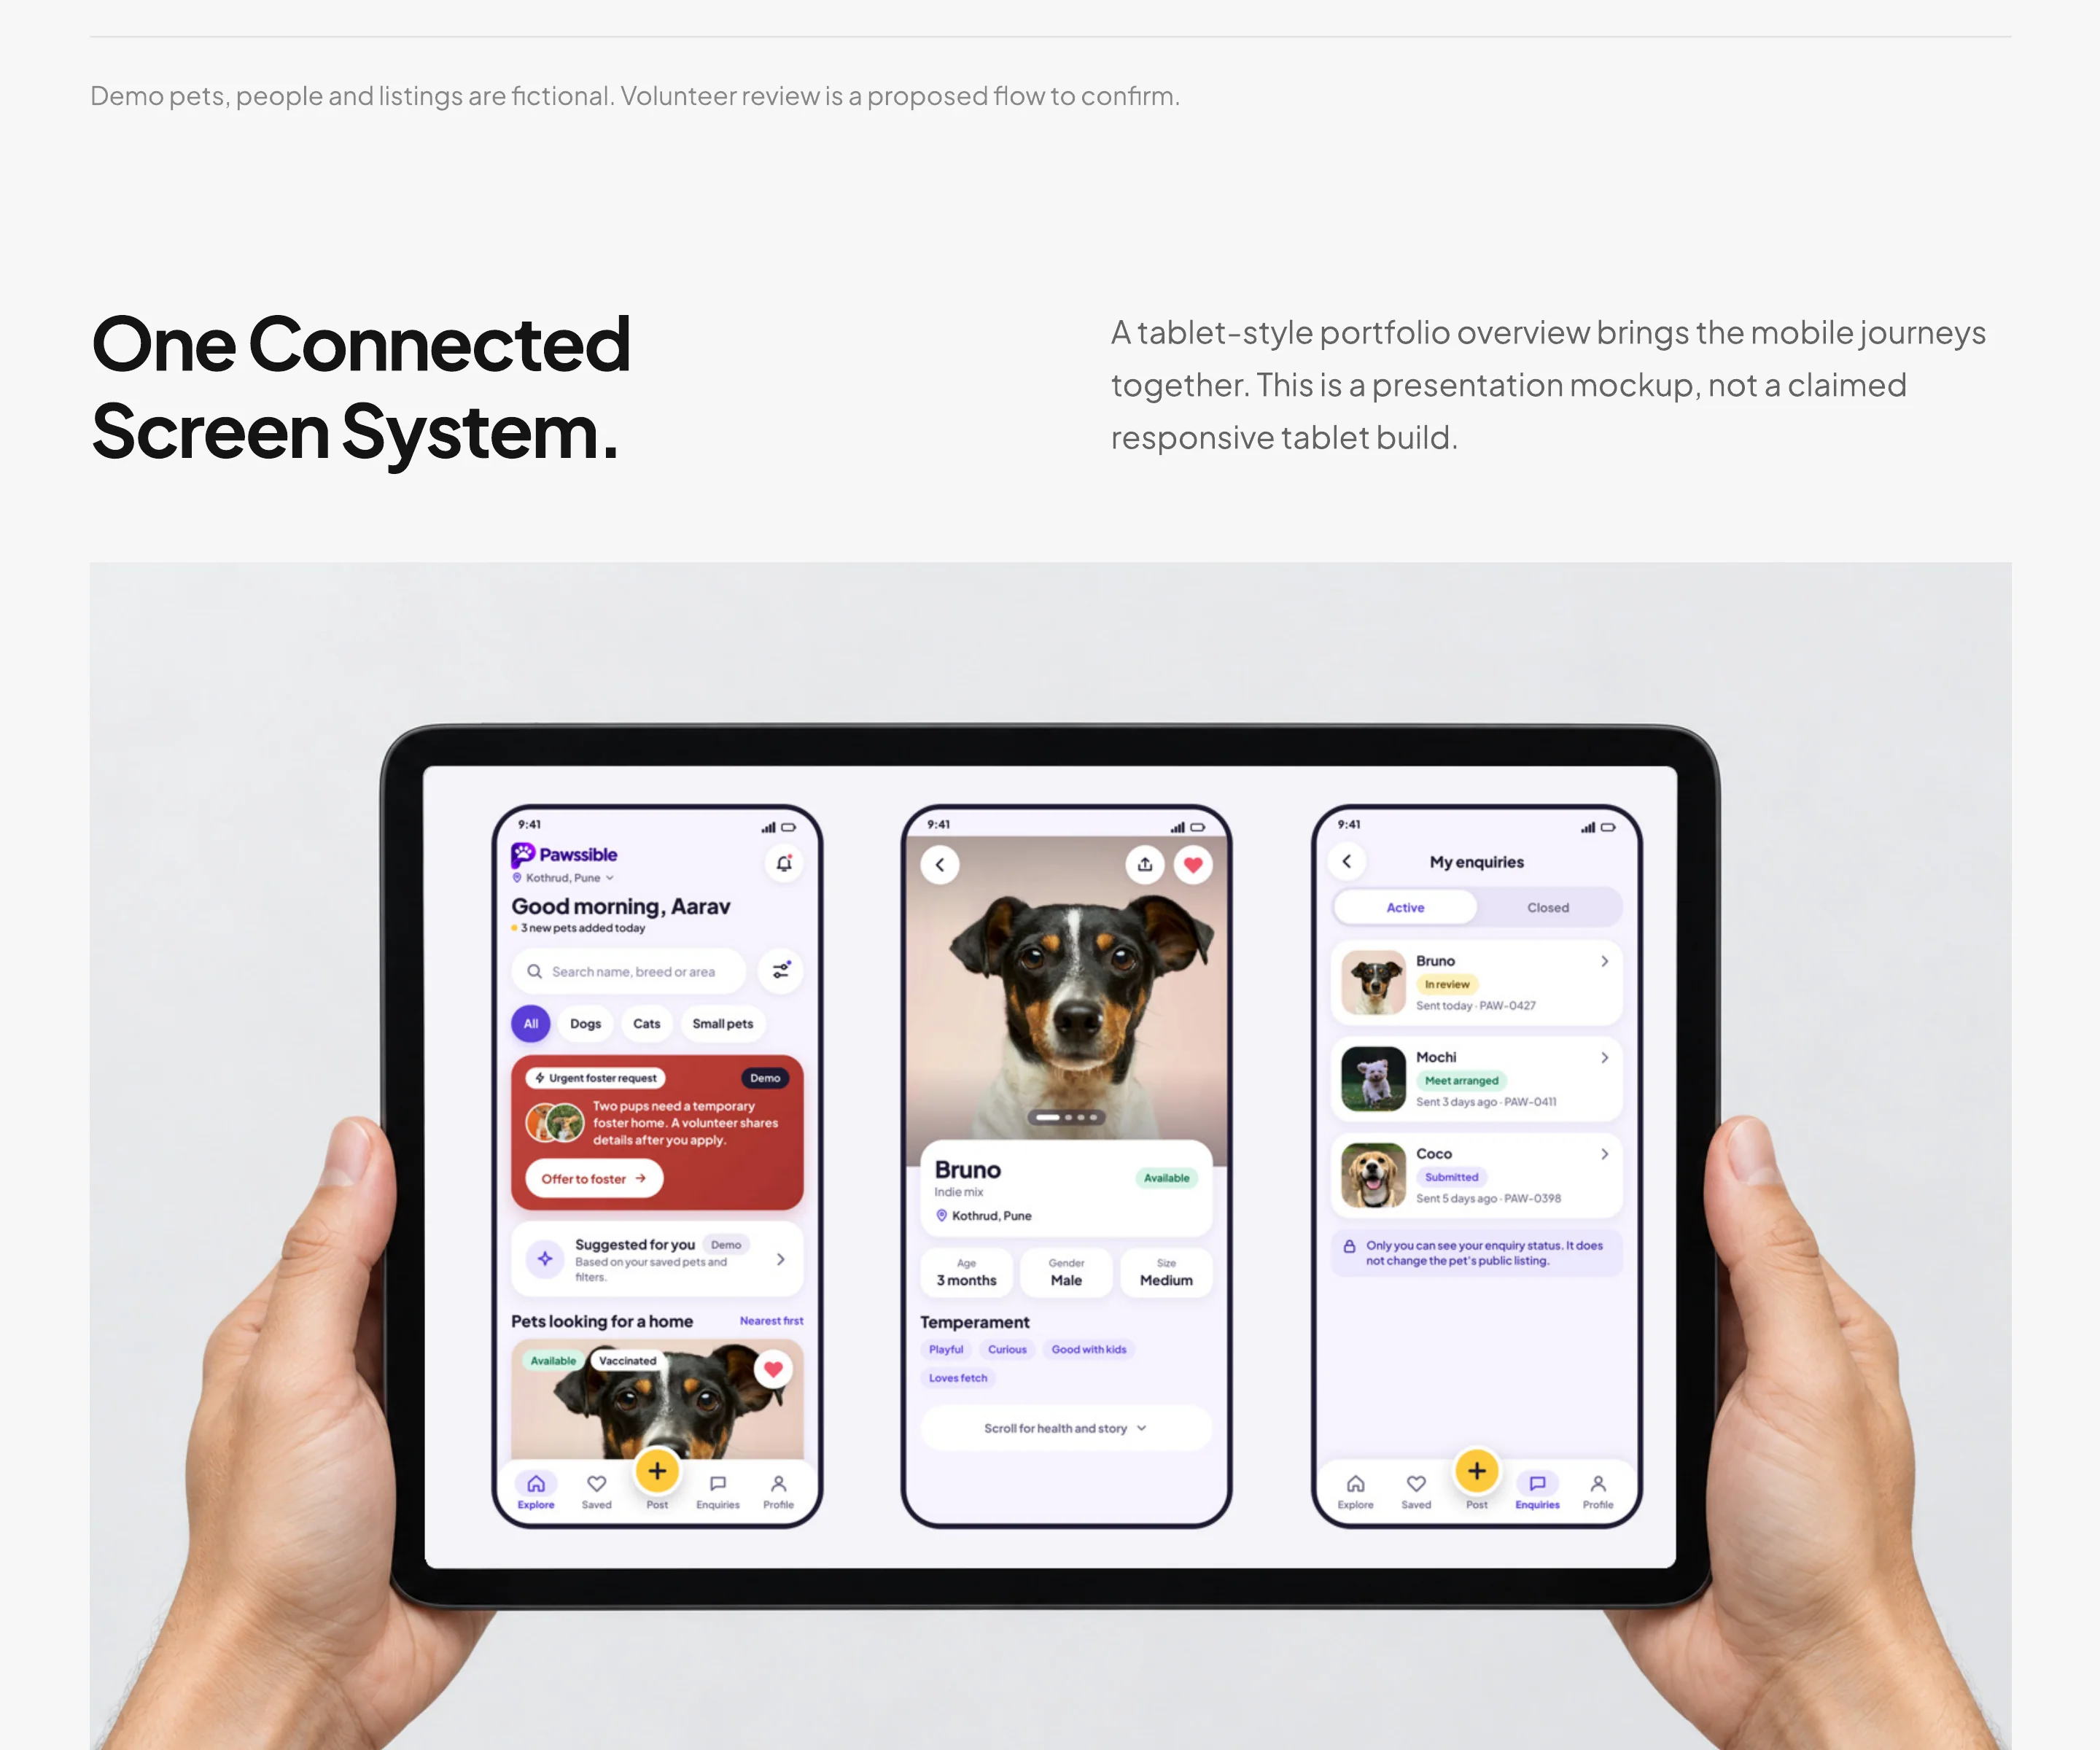 Demo pets, people and listings are fictional. Volunteer review is a proposed flow to confirm.
One Connected
Screen System.
A tablet-style portfolio overview brings the mobile journeys
together. This is a presentation mockup, not a claimed
responsive tablet build.
9:41
Pawssible
Kothrud, Pune
Good morning, Aarav
3 new pets added today
Search name, breed or area
All
Dogs
Cats
Small pets
Urgent foster request
Demo
Two pups need a temporary
foster home. A volunteer shares
details after you apply.
Offer to foster
Suggested for you
Demo
Based on your saved pets and
filters.
Pets looking for a home
Nearest first
Available
Vaccinated
Explore
Saved
Post
Enquiries
Profile
9:41
Bruno
Available
Indie mix
Kothrud, Pune
Age
3 months
Gender
Male
Size
Medium
Temperament
Playful
Curious
Good with kids
Loves fetch
Scroll for health and story
9:41
My enquiries
Active
Closed
Bruno
In review
Sent today · PAW-0427
Mochi
Meet arranged
Sent 3 days ago · PAW-0411
Coco
Submitted
Sent 5 days ago · PAW-0398
Only you can see your enquiry status. It does
not change the pet's public listing.
Explore
Saved
Post
Enquiries
Profile